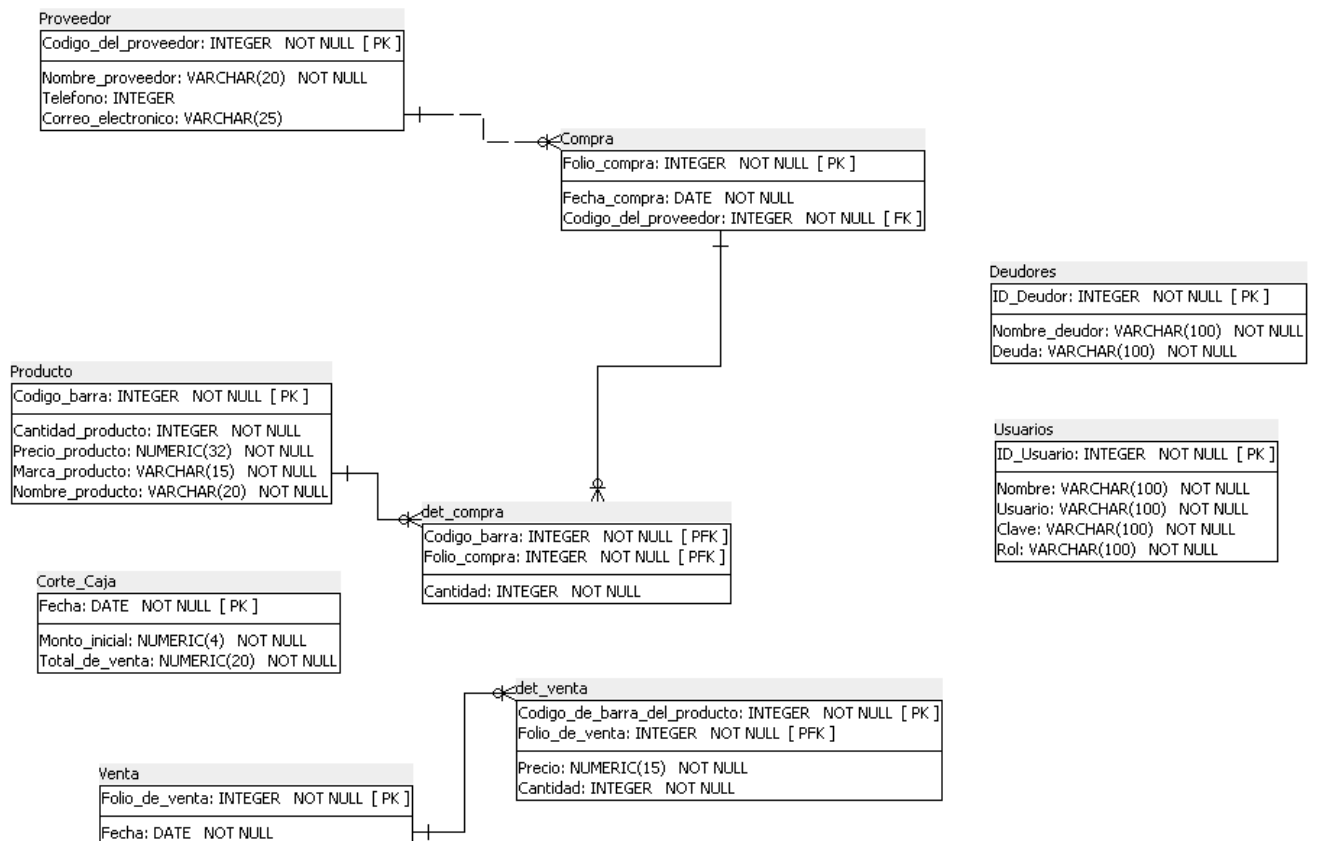 Proveedor
Codigo_del_proveedor: INTEGER NOT NULL [ PK ]
Nombre_proveedor: VARCHAR(20) NOT NULL
Telefono: INTEGER
Correo_electronico: VARCHAR(25)
Compra
Folio_compra: INTEGER NOT NULL [ PK ]
Fecha_compra: DATE NOT NULL
Codigo_del_proveedor: INTEGER NOT NULL [ FK ]
Deudores
ID_Deudor: INTEGER NOT NULL [ PK ]
Nombre_deudor: VARCHAR(100) NOT NULL
Deuda: VARCHAR(100) NOT NULL
Producto
Codigo_barra: INTEGER NOT NULL [ PK ]
Cantidad_producto: INTEGER NOT NULL
Precio_producto: NUMERIC(32) NOT NULL
Marca_producto: VARCHAR(15) NOT NULL
Nombre_producto: VARCHAR(20) NOT NULL
Usuarios
ID_Usuario: INTEGER NOT NULL [ PK ]
Nombre: VARCHAR(100) NOT NULL
Usuario: VARCHAR(100) NOT NULL
Clave: VARCHAR(100) NOT NULL
Rol: VARCHAR(100) NOT NULL
det_compra
Codigo_barra: INTEGER NOT NULL [ PFK ]
Folio_compra: INTEGER NOT NULL [ PFK ]
Cantidad: INTEGER NOT NULL
Corte_Caja
Fecha: DATE NOT NULL [ PK ]
Monto_inicial: NUMERIC(4) NOT NULL
Total_de_venta: NUMERIC(20) NOT NULL
det_venta
Codigo_de_barra_del_producto: INTEGER NOT NULL [ PK ]
Folio_de_venta: INTEGER NOT NULL [ PFK ]
Precio: NUMERIC(15) NOT NULL
Cantidad: INTEGER NOT NULL
Venta
Folio_de_venta: INTEGER NOT NULL [ PK ]
Fecha: DATE NOT NULL